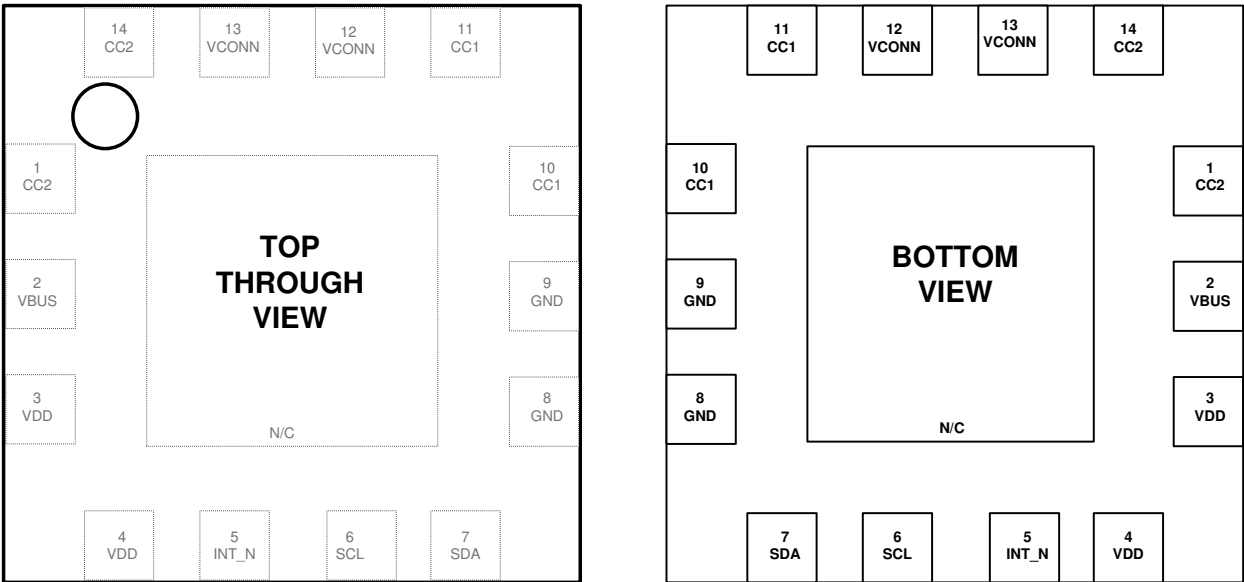 14
CC2
13
VCONN
12
VCONN
11
CC1
1
CC2
10
CC1
2
VBUS
9
GND
3
VDD
8
GND
TOP
THROUGH
VIEW
N/C
4
VDD
5
INT_N
6
SCL
7
SDA
11
CC1
12
VCONN
13
VCONN
14
CC2
10
CC1
1
CC2
9
GND
2
VBUS
8
GND
3
VDD
BOTTOM
VIEW
N/C
7
SDA
6
SCL
5
INT_N
4
VDD